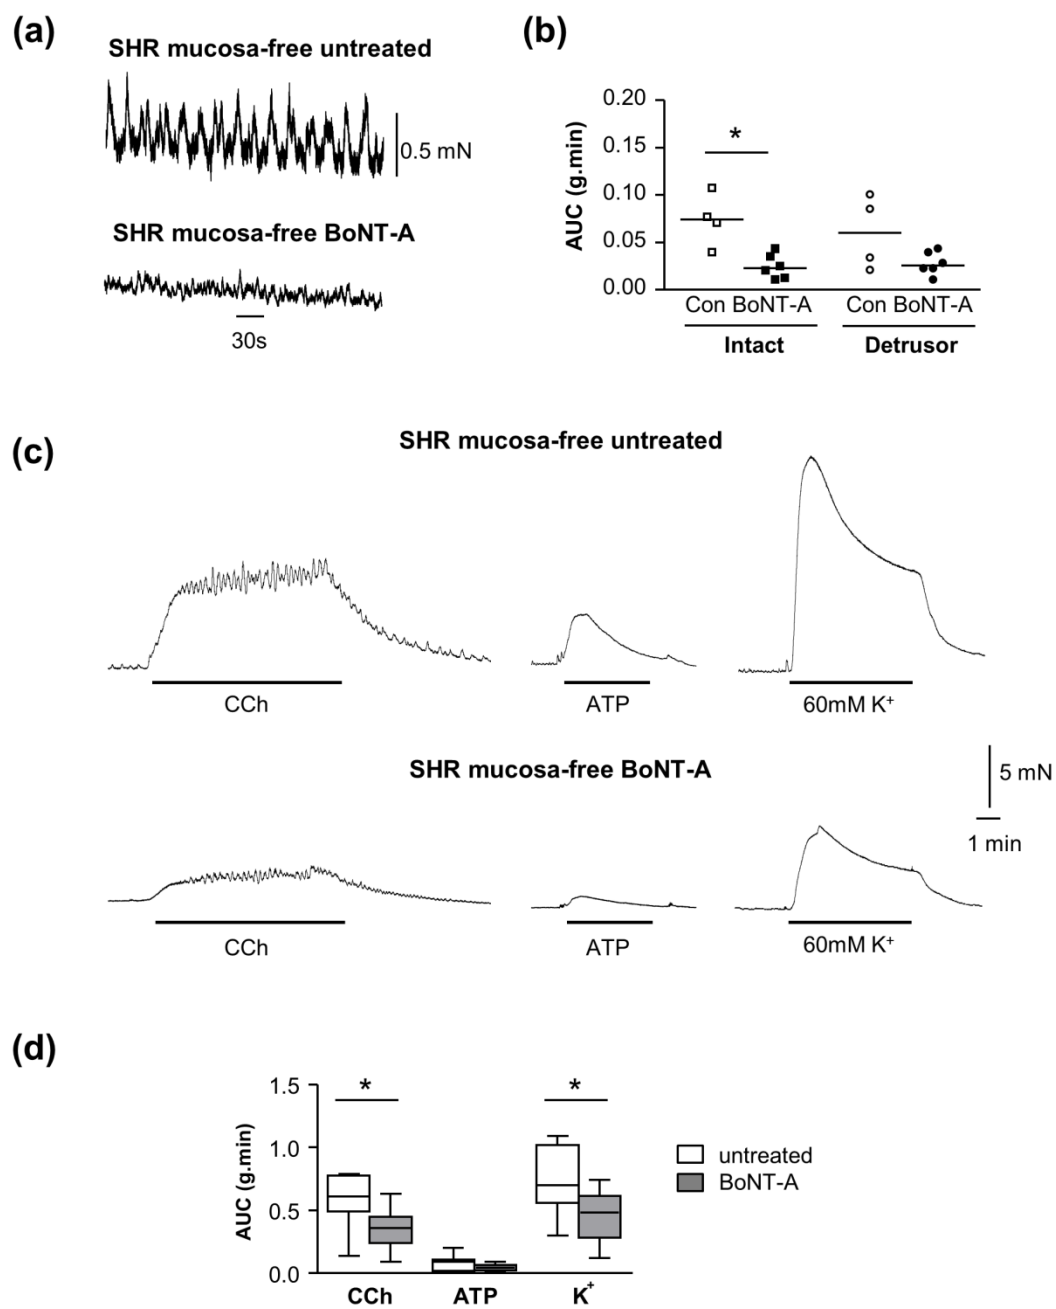 (a)
SHR mucosa-free untreated
0.5 mN
SHR mucosa-free BoNT-A
30s
(b)
AUC (g.min)
0.20
0.15
0.10
0.05
0.00
*
Con BoNT-A Con BoNT-A
Intact Detrusor
(c)
SHR mucosa-free untreated
CCh ATP 60mM K⁺
SHR mucosa-free BoNT-A
5 mN
1 min
CCh ATP 60mM K⁺
(d)
AUC (g.min)
1.5
1.0
0.5
0.0
* *
CCh ATP K⁺
untreated
BoNT-A